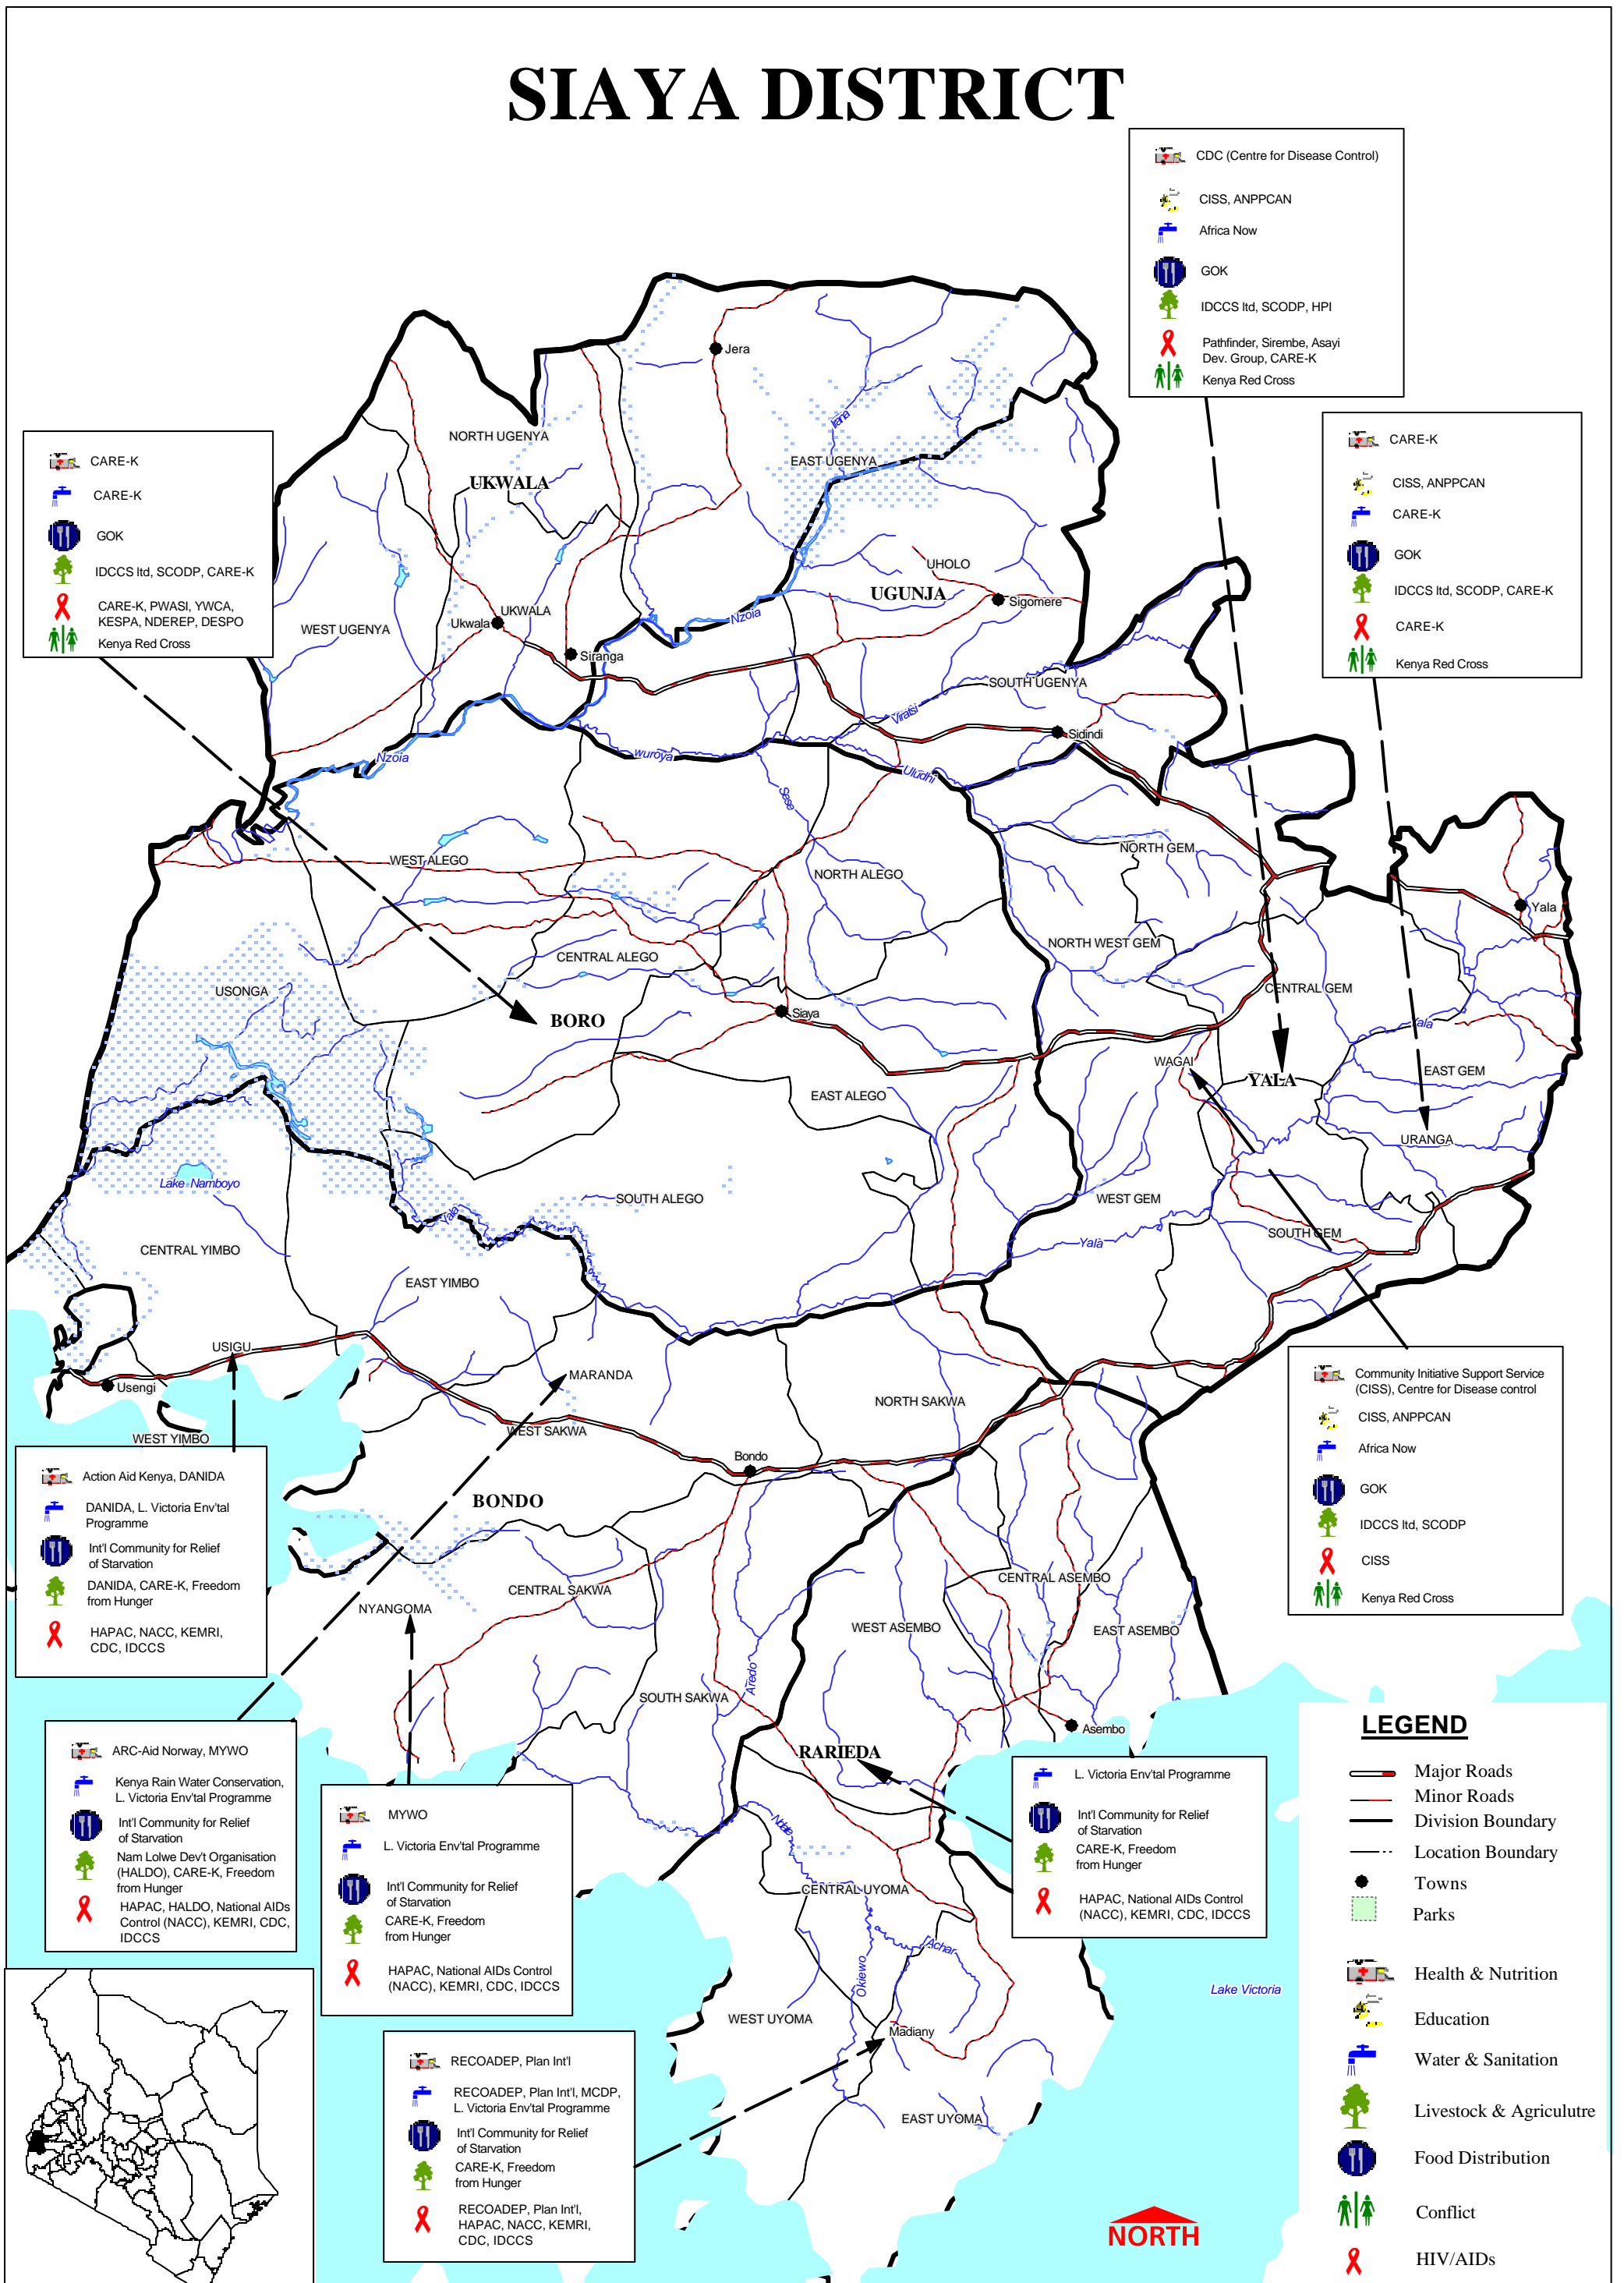 SIAYA DISTRICT
CDC (Centre for Disease Control)
CISS, ANPPCAN
Africa Now
GOK
IDCCS ltd, SCODP, HPI
Pathfinder, Sirembe, Asayi
Dev. Group, CARE-K
Kenya Red Cross
CARE-K
CISS, ANPPCAN
CARE-K
GOK
IDCCS ltd, SCODP, CARE-K
CARE-K
Kenya Red Cross
CARE-K
CARE-K
GOK
IDCCS ltd, SCODP, CARE-K
CARE-K, PWASI, YWCA,
KESPA, NDEREP, DESPO
Kenya Red Cross
Jera
NORTH UGENYA
UKWALA
Irana
EAST UGENYA
UHOLO
UGUNJA
Sigomere
UKWALA
Ukwala
WEST UGENYA
Nzoia
Siranga
SOUTH UGENYA
Viratsi
Sidindi
Nzoia
wuroya
Uludhi
Sese
WEST ALEGO
NORTH ALEGO
NORTH GEM
Yala
CENTRAL ALEGO
NORTH WEST GEM
USONGA
CENTRAL GEM
BORO
Siaya
Yala
WAGAI
YALA
EAST GEM
EAST ALEGO
URANGA
Lake Namboyo
SOUTH ALEGO
WEST GEM
Yala
Yala
SOUTH GEM
CENTRAL YIMBO
EAST YIMBO
USIGU
MARANDA
Usengi
NORTH SAKWA
WEST YIMBO
WEST SAKWA
Bondo
BONDO
Community Initiative Support Service
(CISS), Centre for Disease control
CISS, ANPPCAN
Africa Now
GOK
IDCCS ltd, SCODP
CISS
Kenya Red Cross
Action Aid Kenya, DANIDA
DANIDA, L. Victoria Env'tal
Programme
Int'l Community for Relief
of Starvation
DANIDA, CARE-K, Freedom
from Hunger
HAPAC, NACC, KEMRI,
CDC, IDCCS
CENTRAL SAKWA
NYANGOMA
CENTRAL ASEMBO
WEST ASEMBO
EAST ASEMBO
Aredo
SOUTH SAKWA
Asembo
RARIEDA
ARC-Aid Norway, MYWO
Kenya Rain Water Conservation,
L. Victoria Env'tal Programme
Int'l Community for Relief
of Starvation
Nam Lolwe Dev't Organisation
(HALDO), CARE-K, Freedom
from Hunger
HAPAC, HALDO, National AIDs
Control (NACC), KEMRI, CDC,
IDCCS
MYWO
L. Victoria Env'tal Programme
Int'l Community for Relief
of Starvation
CARE-K, Freedom
from Hunger
HAPAC, National AIDs Control
(NACC), KEMRI, CDC, IDCCS
L. Victoria Env'tal Programme
Int'l Community for Relief
of Starvation
CARE-K, Freedom
from Hunger
HAPAC, National AIDs Control
(NACC), KEMRI, CDC, IDCCS
CENTRAL UYOMA
Achar
Okiewo
Lake Victoria
WEST UYOMA
Madiany
EAST UYOMA
RECOADEP, Plan Int'l
RECOADEP, Plan Int'l, MCDP,
L. Victoria Env'tal Programme
Int'l Community for Relief
of Starvation
CARE-K, Freedom
from Hunger
RECOADEP, Plan Int'l,
HAPAC, NACC, KEMRI,
CDC, IDCCS
NORTH
LEGEND
Major Roads
Minor Roads
Division Boundary
Location Boundary
Towns
Parks
Health & Nutrition
Education
Water & Sanitation
Livestock & Agriculutre
Food Distribution
Conflict
HIV/AIDs